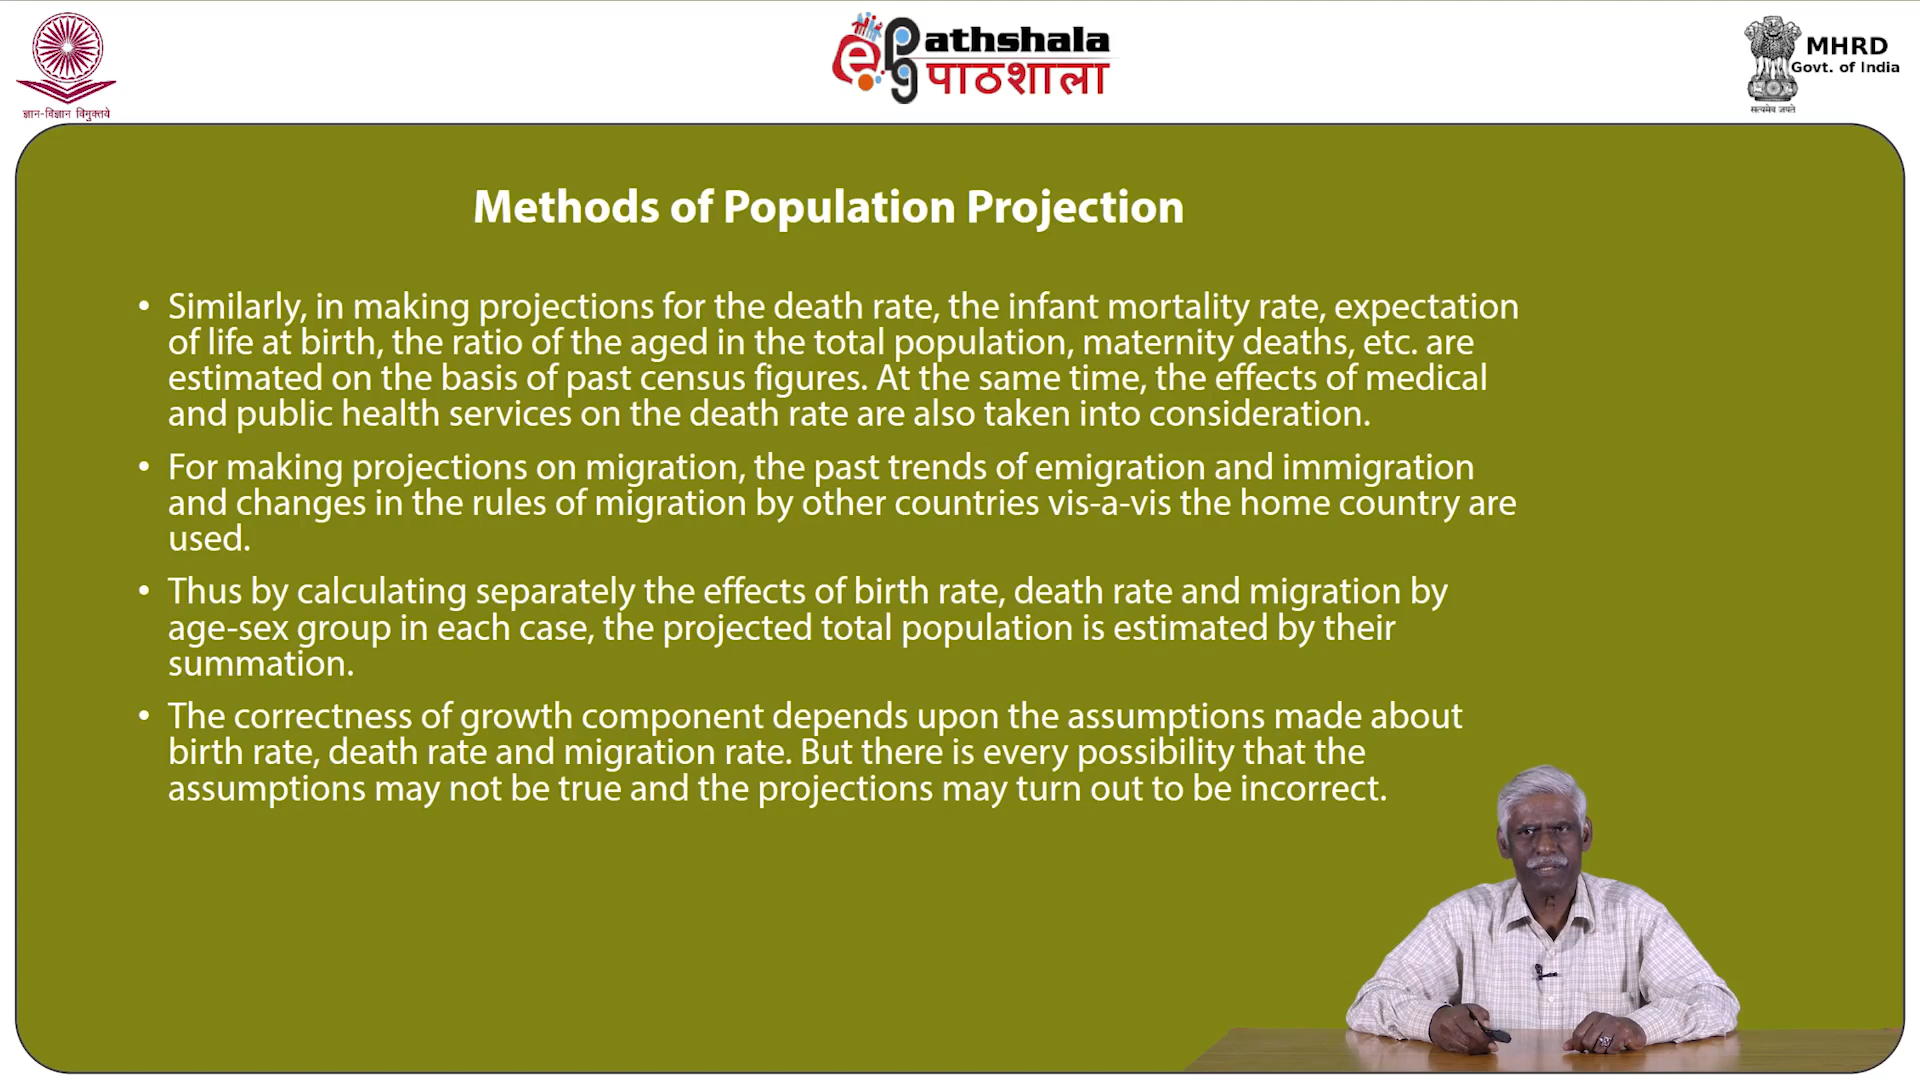 ज्ञान-विज्ञान विमुक्तये
ePG Pathshala
पाठशाला
MHRD
Govt. of India
सत्यमेव जयते
Methods of Population Projection
• Similarly, in making projections for the death rate, the infant mortality rate, expectation
of life at birth, the ratio of the aged in the total population, maternity deaths, etc. are
estimated on the basis of past census figures. At the same time, the effects of medical
and public health services on the death rate are also taken into consideration.
• For making projections on migration, the past trends of emigration and immigration
and changes in the rules of migration by other countries vis-a-vis the home country are
used.
• Thus by calculating separately the effects of birth rate, death rate and migration by
age-sex group in each case, the projected total population is estimated by their
summation.
• The correctness of growth component depends upon the assumptions made about
birth rate, death rate and migration rate. But there is every possibility that the
assumptions may not be true and the projections may turn out to be incorrect.